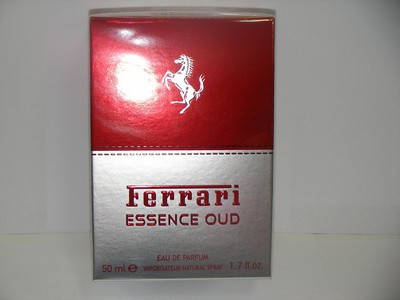 Ferrari
ESSENCE OUD
EAU DE PARFUM
50 ml e VAPORISATEUR NATURAL SPRAY 1.7 fl.oz.